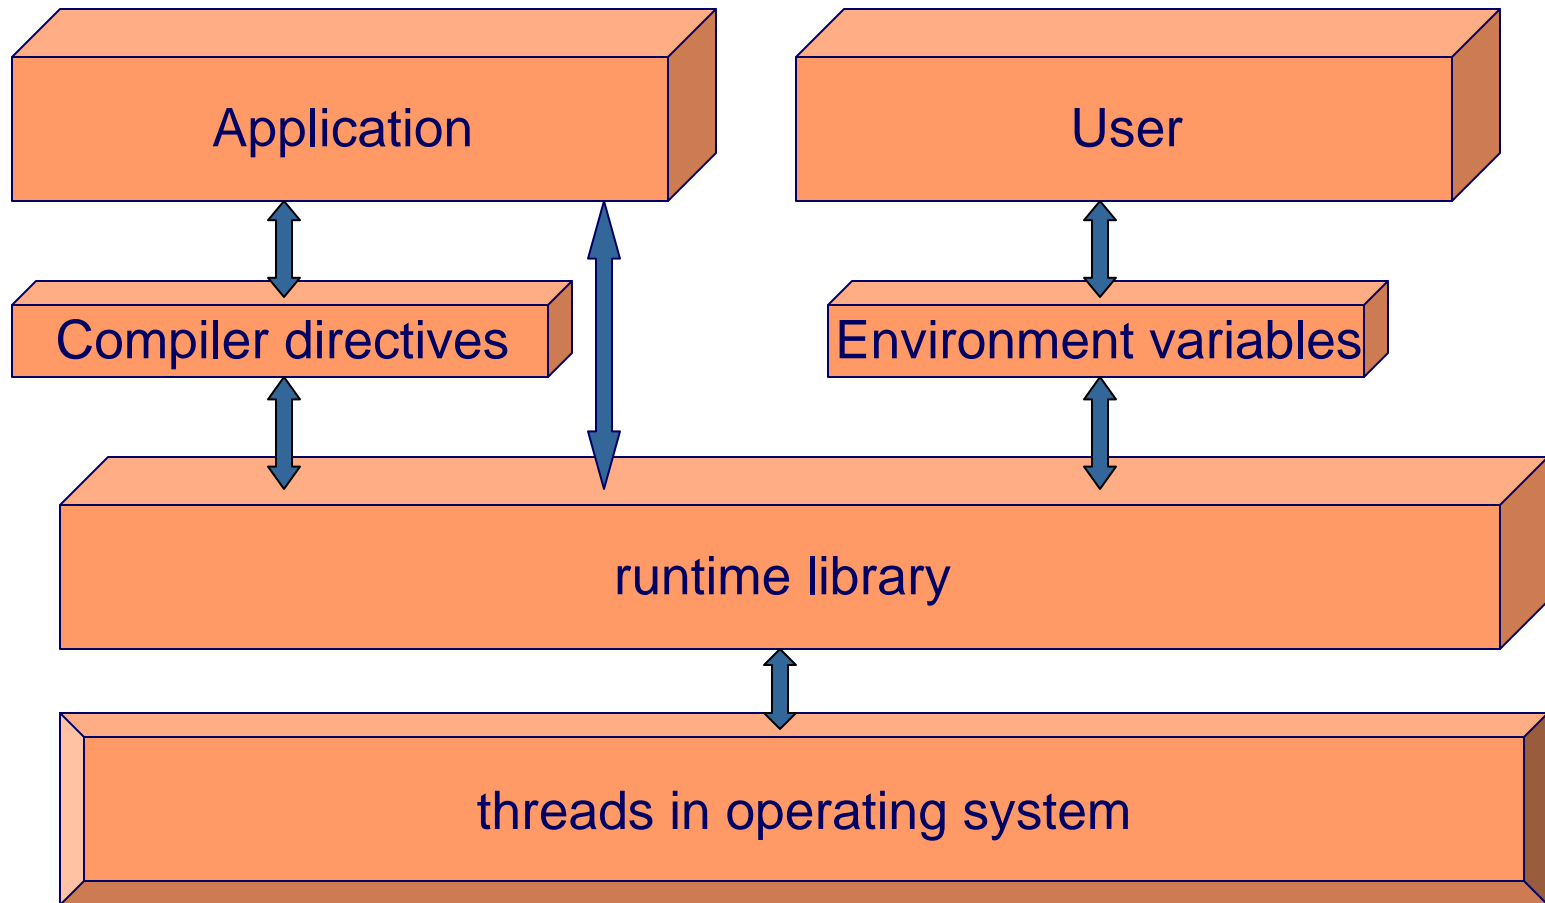 Application
User
Compiler directives
Environment variables
runtime library
threads in operating system